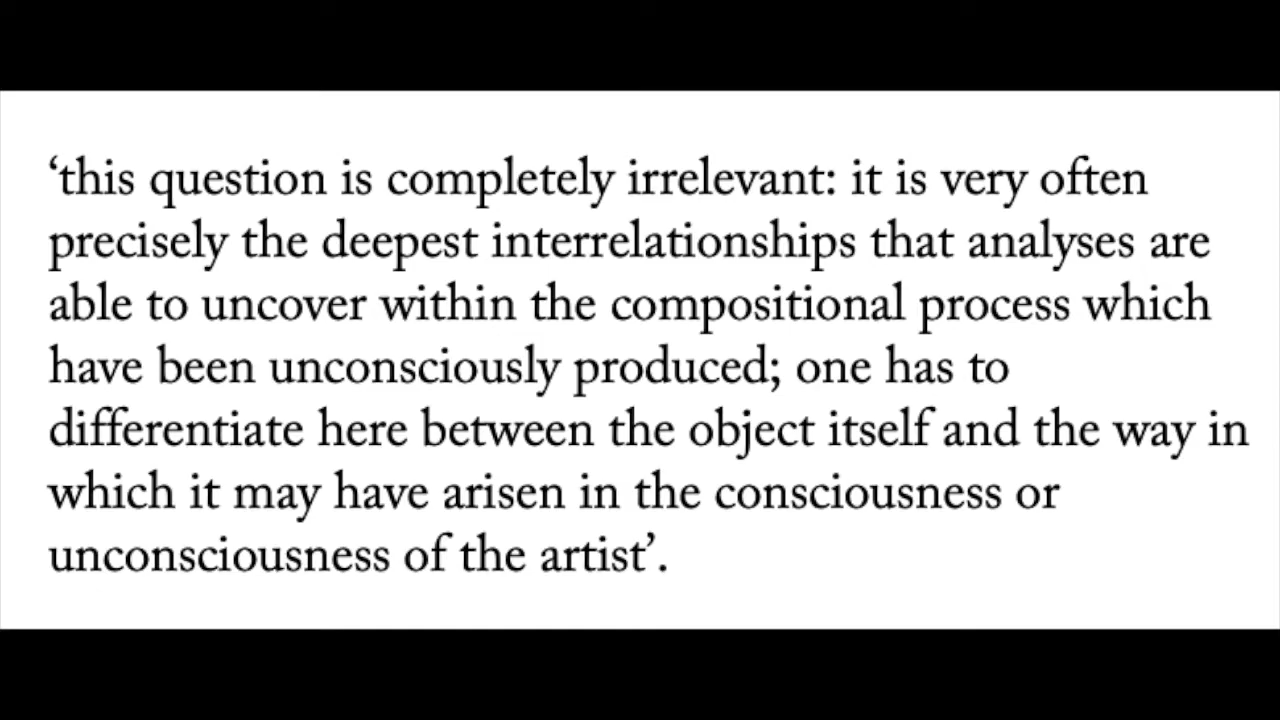 ‘this question is completely irrelevant: it is very often
precisely the deepest interrelationships that analyses are
able to uncover within the compositional process which
have been unconsciously produced; one has to
differentiate here between the object itself and the way in
which it may have arisen in the consciousness or
unconsciousness of the artist’.